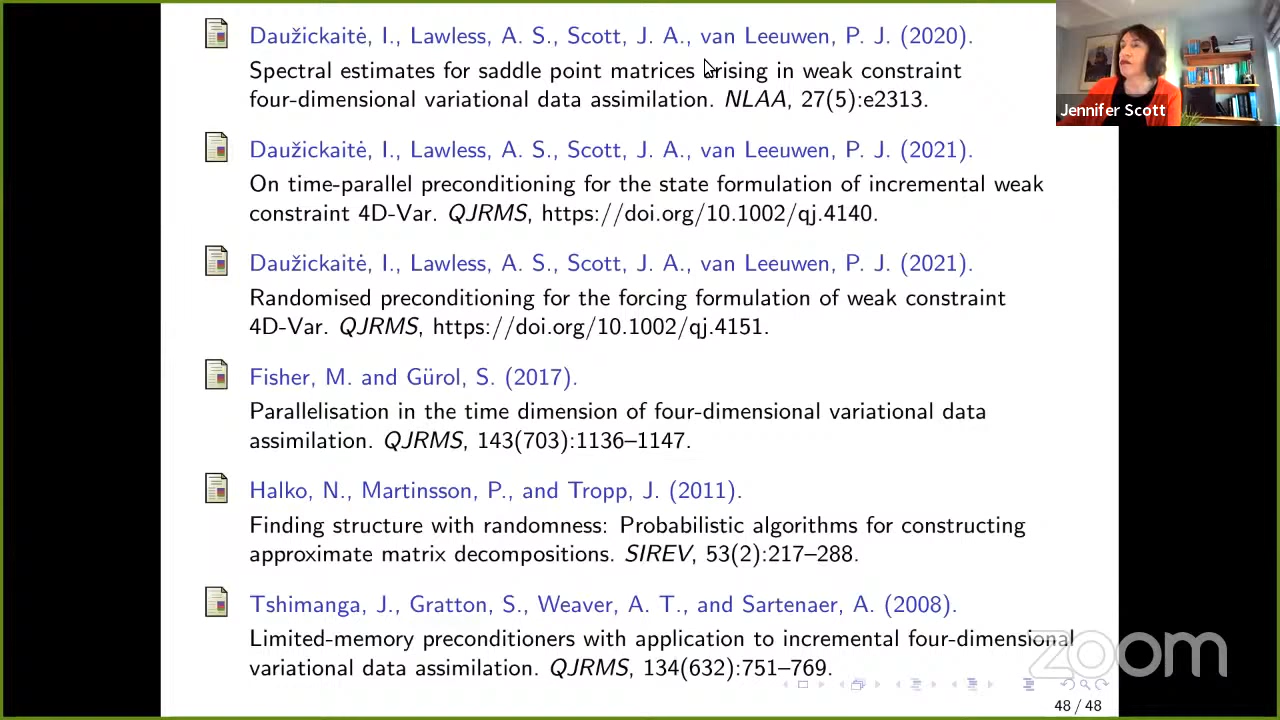 Daužickaitė, I., Lawless, A. S., Scott, J. A., van Leeuwen, P. J. (2020).
Spectral estimates for saddle point matrices arising in weak constraint
four-dimensional variational data assimilation. NLAA, 27(5):e2313.
Daužickaitė, I., Lawless, A. S., Scott, J. A., van Leeuwen, P. J. (2021).
On time-parallel preconditioning for the state formulation of incremental weak
constraint 4D-Var. QJRMS, https://doi.org/10.1002/qj.4140.
Daužickaitė, I., Lawless, A. S., Scott, J. A., van Leeuwen, P. J. (2021).
Randomised preconditioning for the forcing formulation of weak constraint
4D-Var. QJRMS, https://doi.org/10.1002/qj.4151.
Fisher, M. and Gürol, S. (2017).
Parallelisation in the time dimension of four-dimensional variational data
assimilation. QJRMS, 143(703):1136–1147.
Halko, N., Martinsson, P., and Tropp, J. (2011).
Finding structure with randomness: Probabilistic algorithms for constructing
approximate matrix decompositions. SIREV, 53(2):217–288.
Tshimanga, J., Gratton, S., Weaver, A. T., and Sartenaer, A. (2008).
Limited-memory preconditioners with application to incremental four-dimensional
variational data assimilation. QJRMS, 134(632):751–769.
48 / 48
Jennifer Scott
zoom